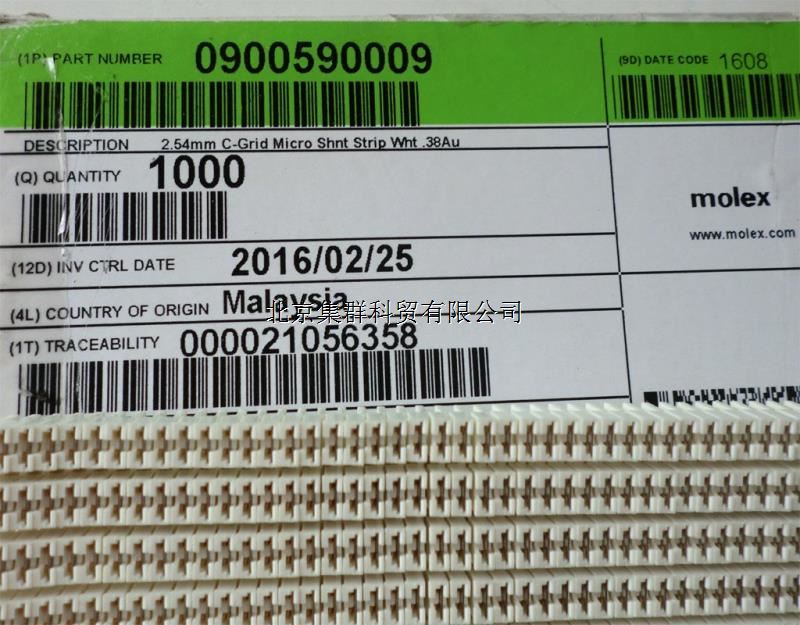 (1P) PART NUMBER 0900590009
(9D) DATE CODE 1608
DESCRIPTION 2.54mm C-Grid Micro Shnt Strip Wht .38Au
(Q) QUANTITY 1000
molex
www.molex.com
(12D) INV CTRL DATE 2016/02/25
(4L) COUNTRY OF ORIGIN Malaysia
北京集群科贸有限公司
(1T) TRACEABILITY 000021056358